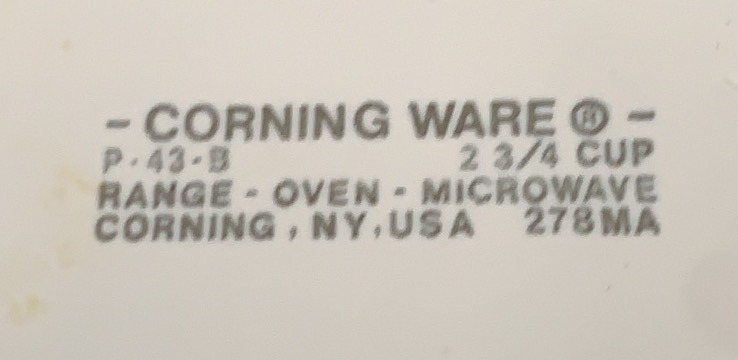 - CORNING WARE ® -
P-43-B 2 3/4 CUP
RANGE - OVEN - MICROWAVE
CORNING, NY, USA 278MA